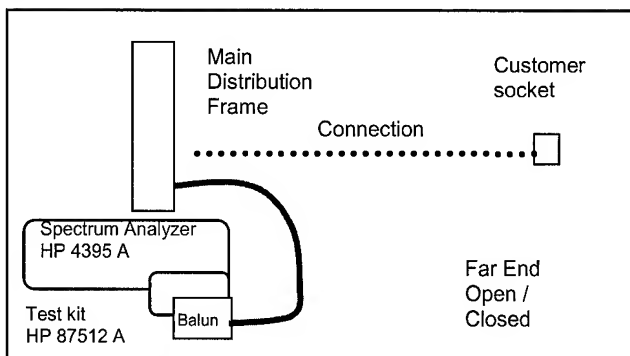 Main
Distribution
Frame
Customer
socket
Connection
Spectrum Analyzer
HP 4395 A
Test kit
HP 87512 A
Balun
Far End
Open /
Closed